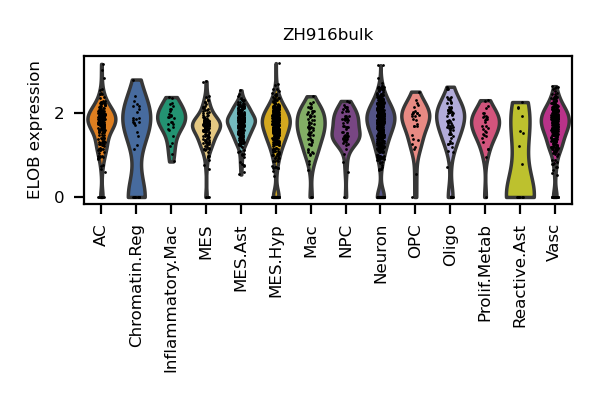 ZH916bulk
ELOB expression
2
0
AC
Chromatin.Reg
Inflammatory.Mac
MES
MES.Ast
MES.Hyp
Mac
NPC
Neuron
OPC
Oligo
Prolif.Metab
Reactive.Ast
Vasc